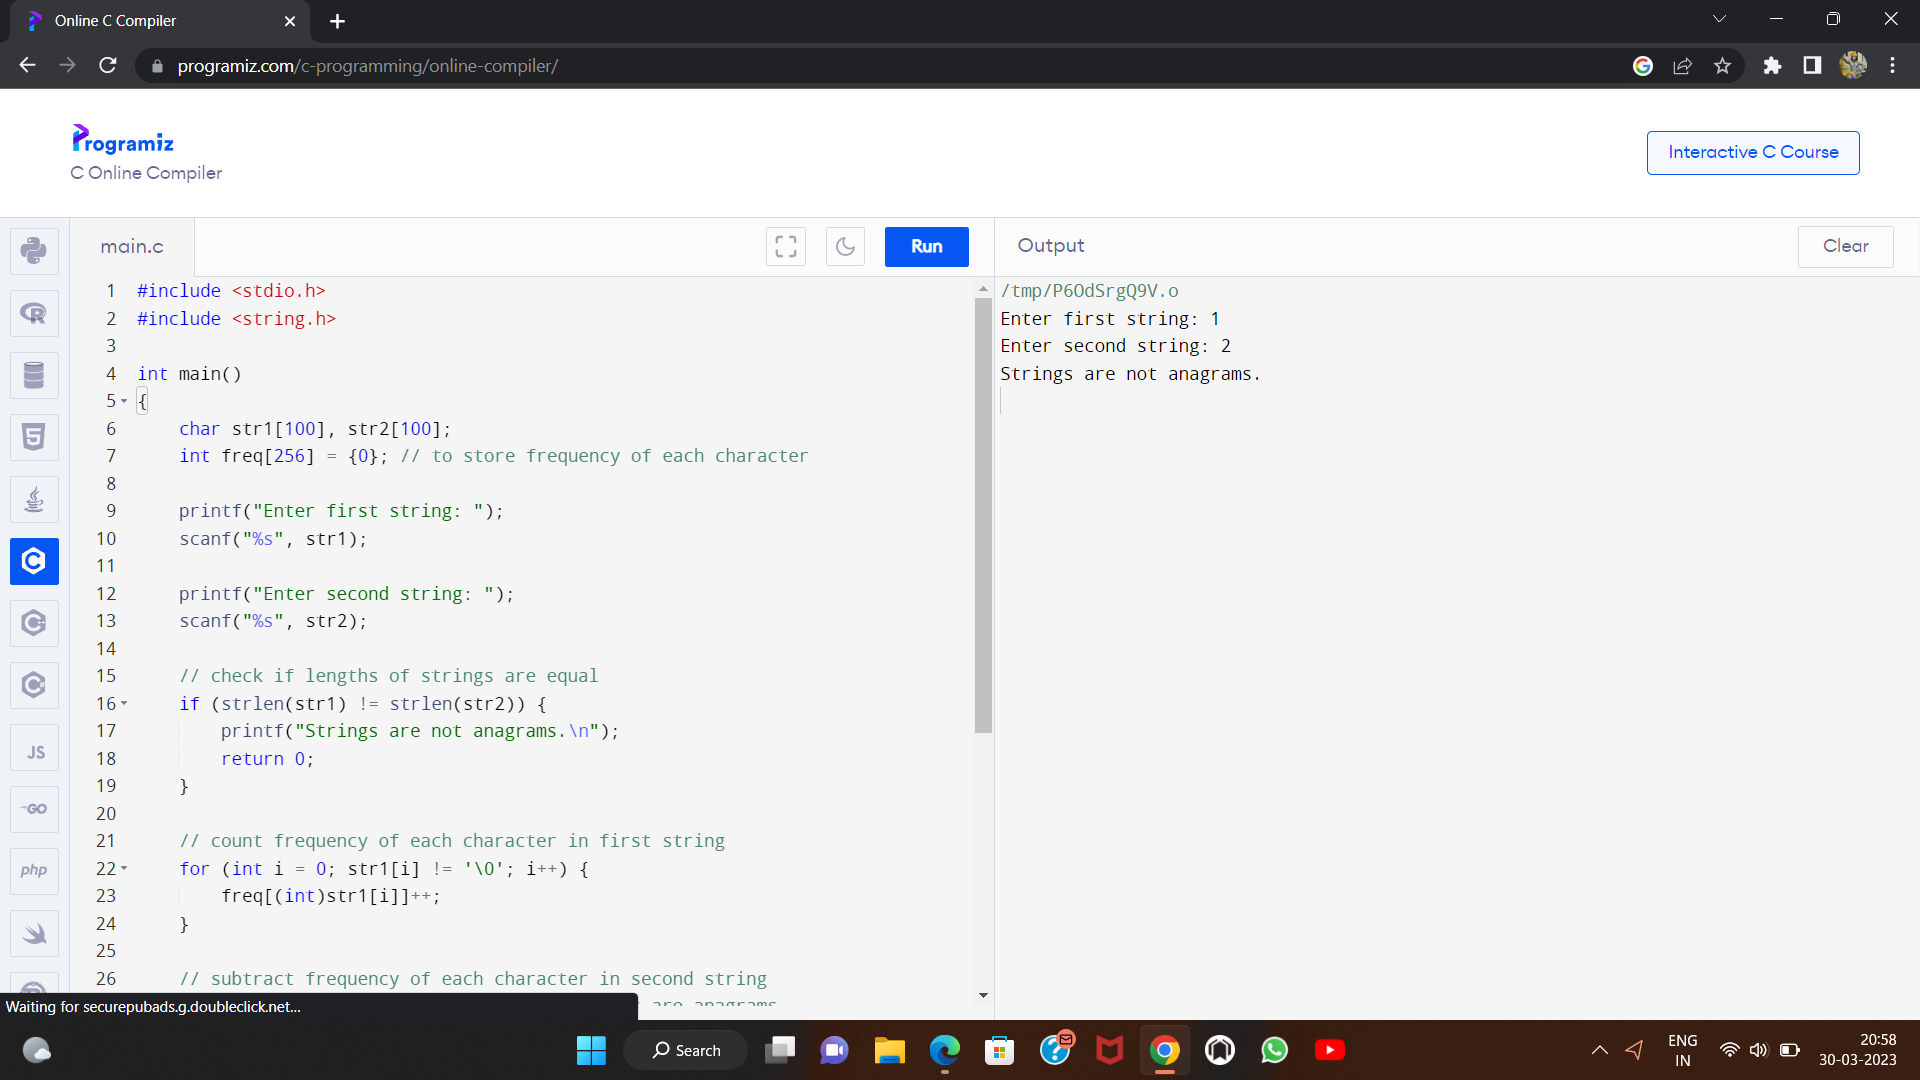 Online C Compiler
programiz.com/c-programming/online-compiler/
Programiz
C Online Compiler
Interactive C Course
main.c
Run
Output
Clear
1 #include <stdio.h>
2 #include <string.h>
3
4 int main()
5 {
6 char str1[100], str2[100];
7 int freq[256] = {0}; // to store frequency of each character
8
9 printf("Enter first string: ");
10 scanf("%s", str1);
11
12 printf("Enter second string: ");
13 scanf("%s", str2);
14
15 // check if lengths of strings are equal
16 if (strlen(str1) != strlen(str2)) {
17 printf("Strings are not anagrams.\n");
18 return 0;
19 }
20
21 // count frequency of each character in first string
22 for (int i = 0; str1[i] != '\0'; i++) {
23 freq[(int)str1[i]]++;
24 }
25
26 // subtract frequency of each character in second string
are anagrams
/tmp/P6OdSrgQ9V.o
Enter first string: 1
Enter second string: 2
Strings are not anagrams.
JS
GO
php
Waiting for securepubads.g.doubleclick.net...
Search
ENG
IN
20:58
30-03-2023